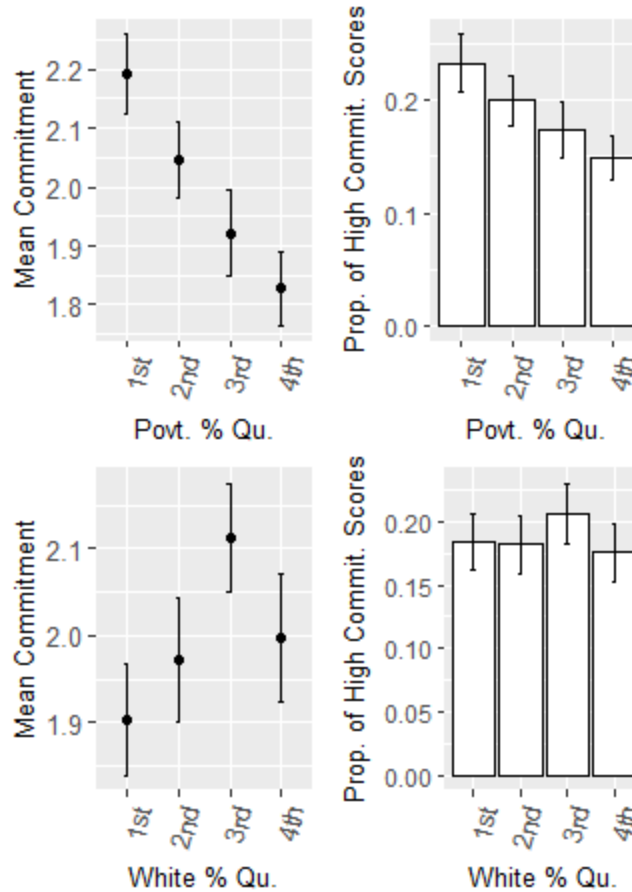 Mean Commitment
2.2
2.1
2.0
1.9
1.8
1st
2nd
3rd
4th
Povt. % Qu.
Prop. of High Commit. Scores
0.2
0.1
0.0
1st
2nd
3rd
4th
Povt. % Qu.
Mean Commitment
2.1
2.0
1.9
1st
2nd
3rd
4th
White % Qu.
Prop. of High Commit. Scores
0.20
0.15
0.10
0.05
0.00
1st
2nd
3rd
4th
White % Qu.